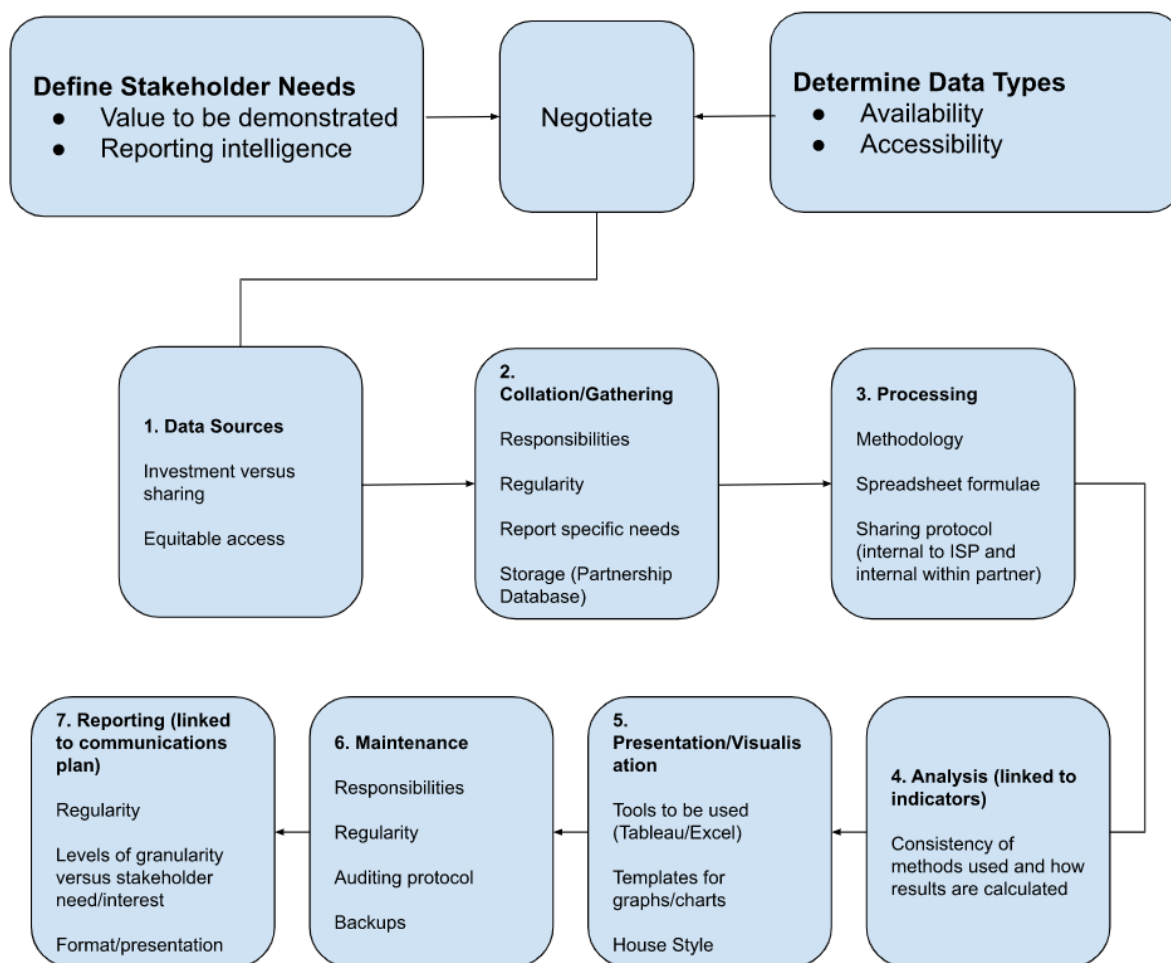 Define Stakeholder Needs
● Value to be demonstrated
● Reporting intelligence
Negotiate
Determine Data Types
● Availability
● Accessibility
1. Data Sources
Investment versus
sharing
Equitable access
2.
Collation/Gathering
Responsibilities
Regularity
Report specific needs
Storage (Partnership
Database)
3. Processing
Methodology
Spreadsheet formulae
Sharing protocol
(internal to ISP and
internal within partner)
4. Analysis (linked to
indicators)
Consistency of
methods used and how
results are calculated
5.
Presentation/Visualis
ation
Tools to be used
(Tableau/Excel)
Templates for
graphs/charts
House Style
6. Maintenance
Responsibilities
Regularity
Auditing protocol
Backups
7. Reporting (linked
to communications
plan)
Regularity
Levels of granularity
versus stakeholder
need/interest
Format/presentation